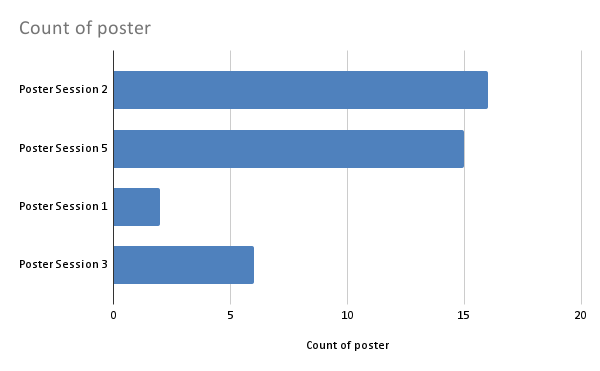 Count of poster
Poster Session 2
Poster Session 5
Poster Session 1
Poster Session 3
0 5 10 15 20
Count of poster